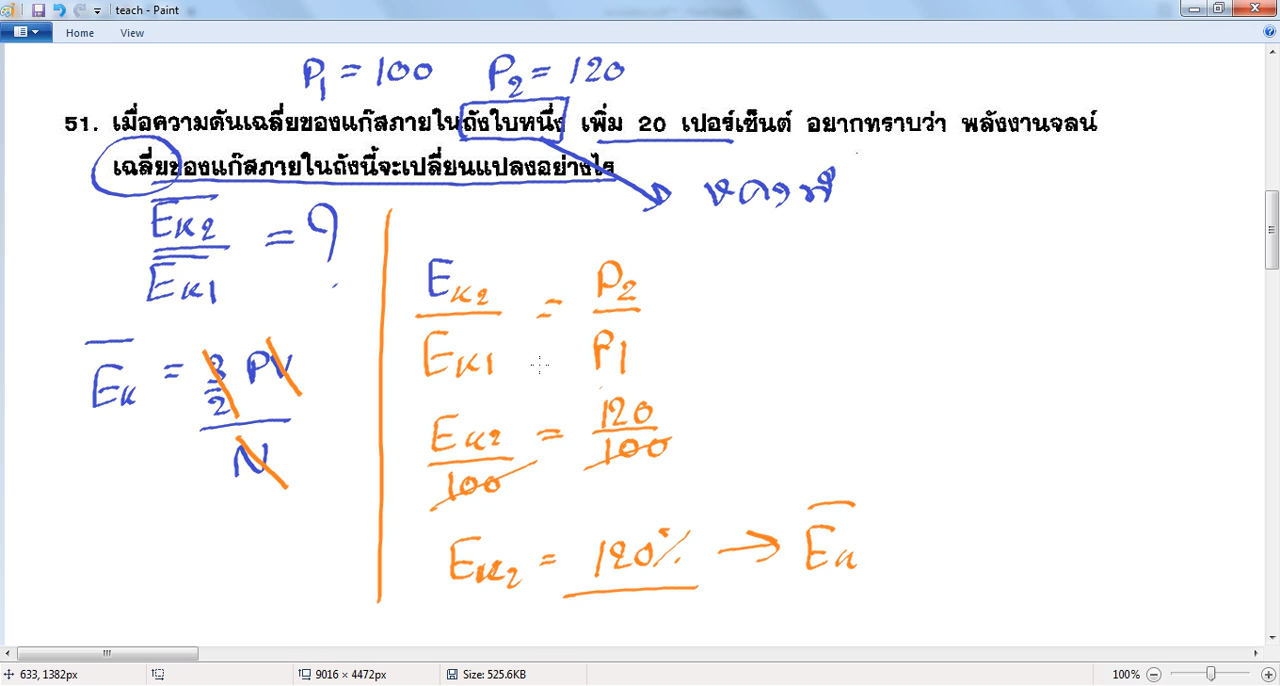 teach - Paint
Home View
P1 = 100 P2 = 120
51. เมื่อความดันเฉลี่ยของแก๊สภายในถังใบหนึ่ง เพิ่ม 20 เปอร์เซ็นต์ อยากทราบว่า พลังงานจลน์
เฉลี่ยของแก๊สภายในถังนี้จะเปลี่ยนแปลงอย่างไร
EK2
= ?
EK1
EK2 = P2
EK1 P1
EK = 3 PV
2
N
EK2 = 120
100 100
EK2 = 120% → EK
633, 1382px 9016 × 4472px Size: 525.6KB 100%